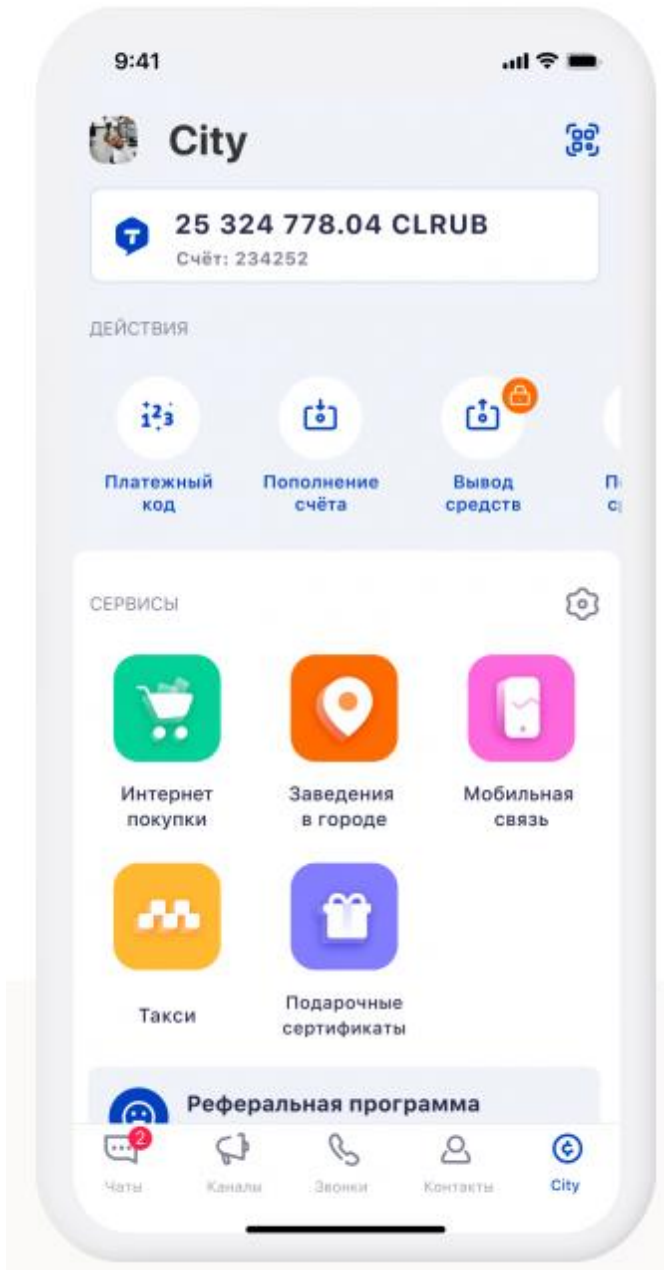 9:41
City
25 324 778.04 CLRUB
Счёт: 234252
ДЕЙСТВИЯ
Платежный
код
Пополнение
счёта
Вывод
средств
СЕРВИСЫ
Интернет
покупки
Заведения
в городе
Мобильная
связь
Такси
Подарочные
сертификаты
Реферальная программа
2
Чаты
Каналы
Звонки
Контакты
City